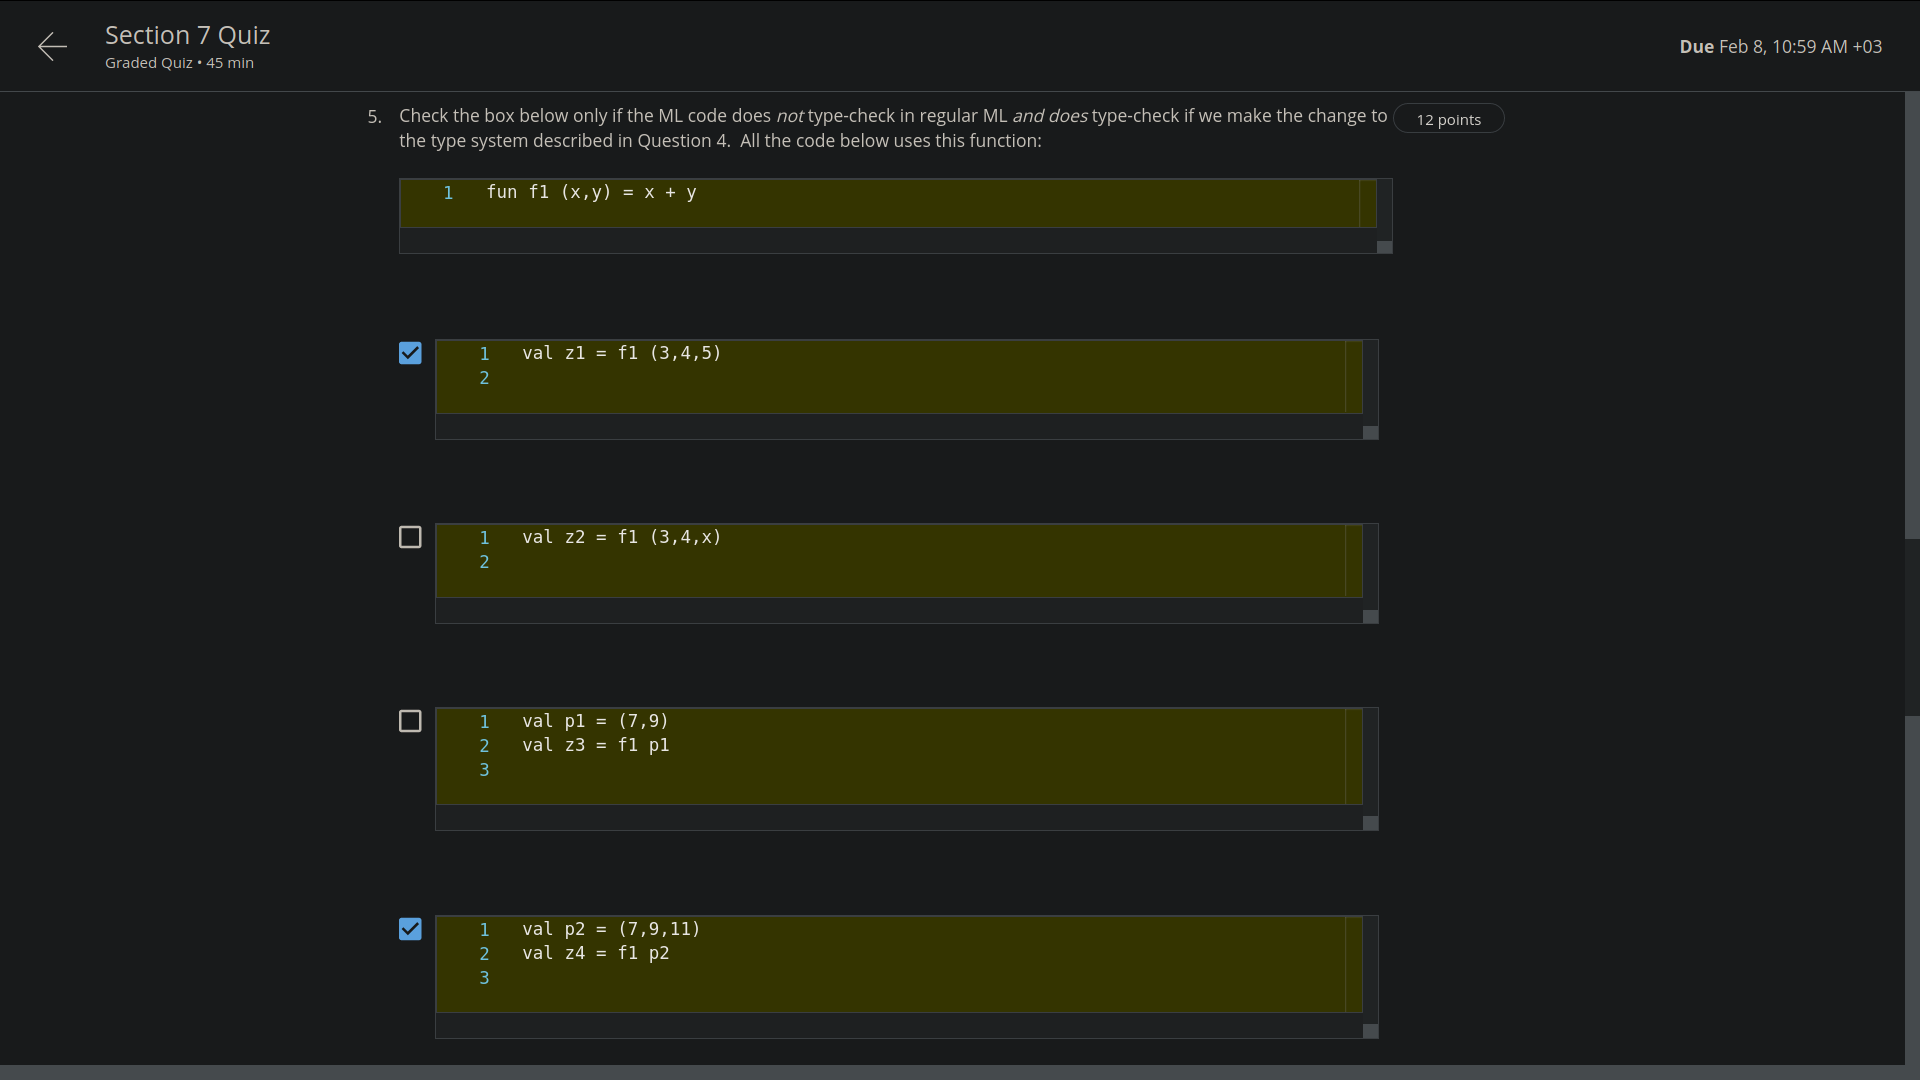 Section 7 Quiz
Graded Quiz • 45 min
Due Feb 8, 10:59 AM +03
5. Check the box below only if the ML code does not type-check in regular ML and does type-check if we make the change to
the type system described in Question 4.  All the code below uses this function:
12 points
1 fun f1 (x,y) = x + y
1 val z1 = f1 (3,4,5)
2
1 val z2 = f1 (3,4,x)
2
1 val p1 = (7,9)
2 val z3 = f1 p1
3
1 val p2 = (7,9,11)
2 val z4 = f1 p2
3